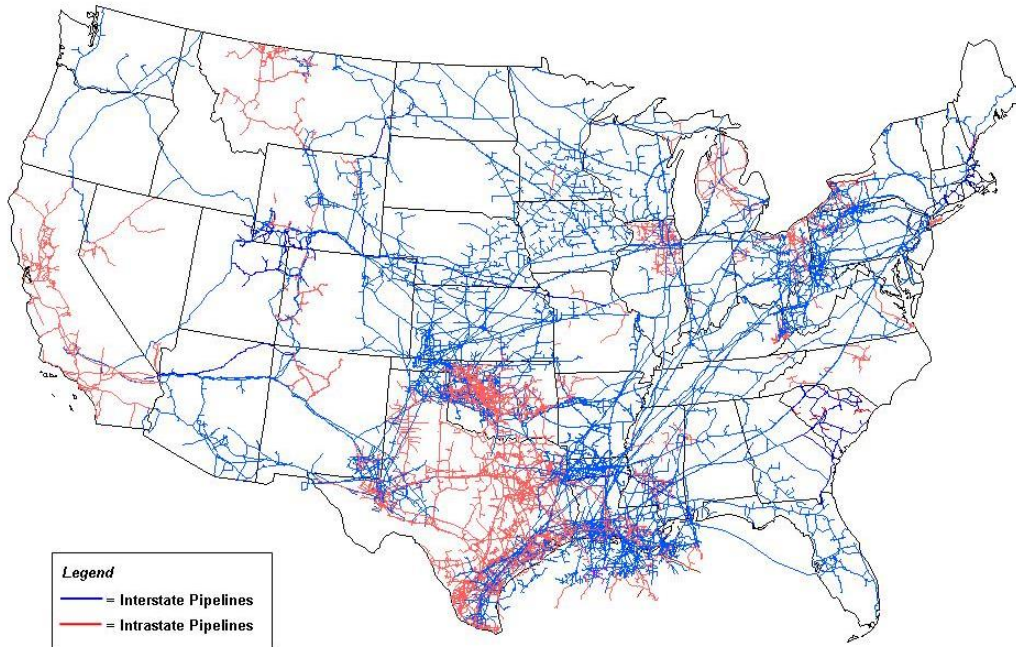 Legend
= Interstate Pipelines
= Intrastate Pipelines